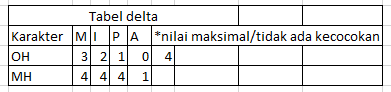 Tabel delta
Karakter M I P A *nilai maksimal/tidak ada kecocokan
OH 3 2 1 0 4
MH 4 4 4 1